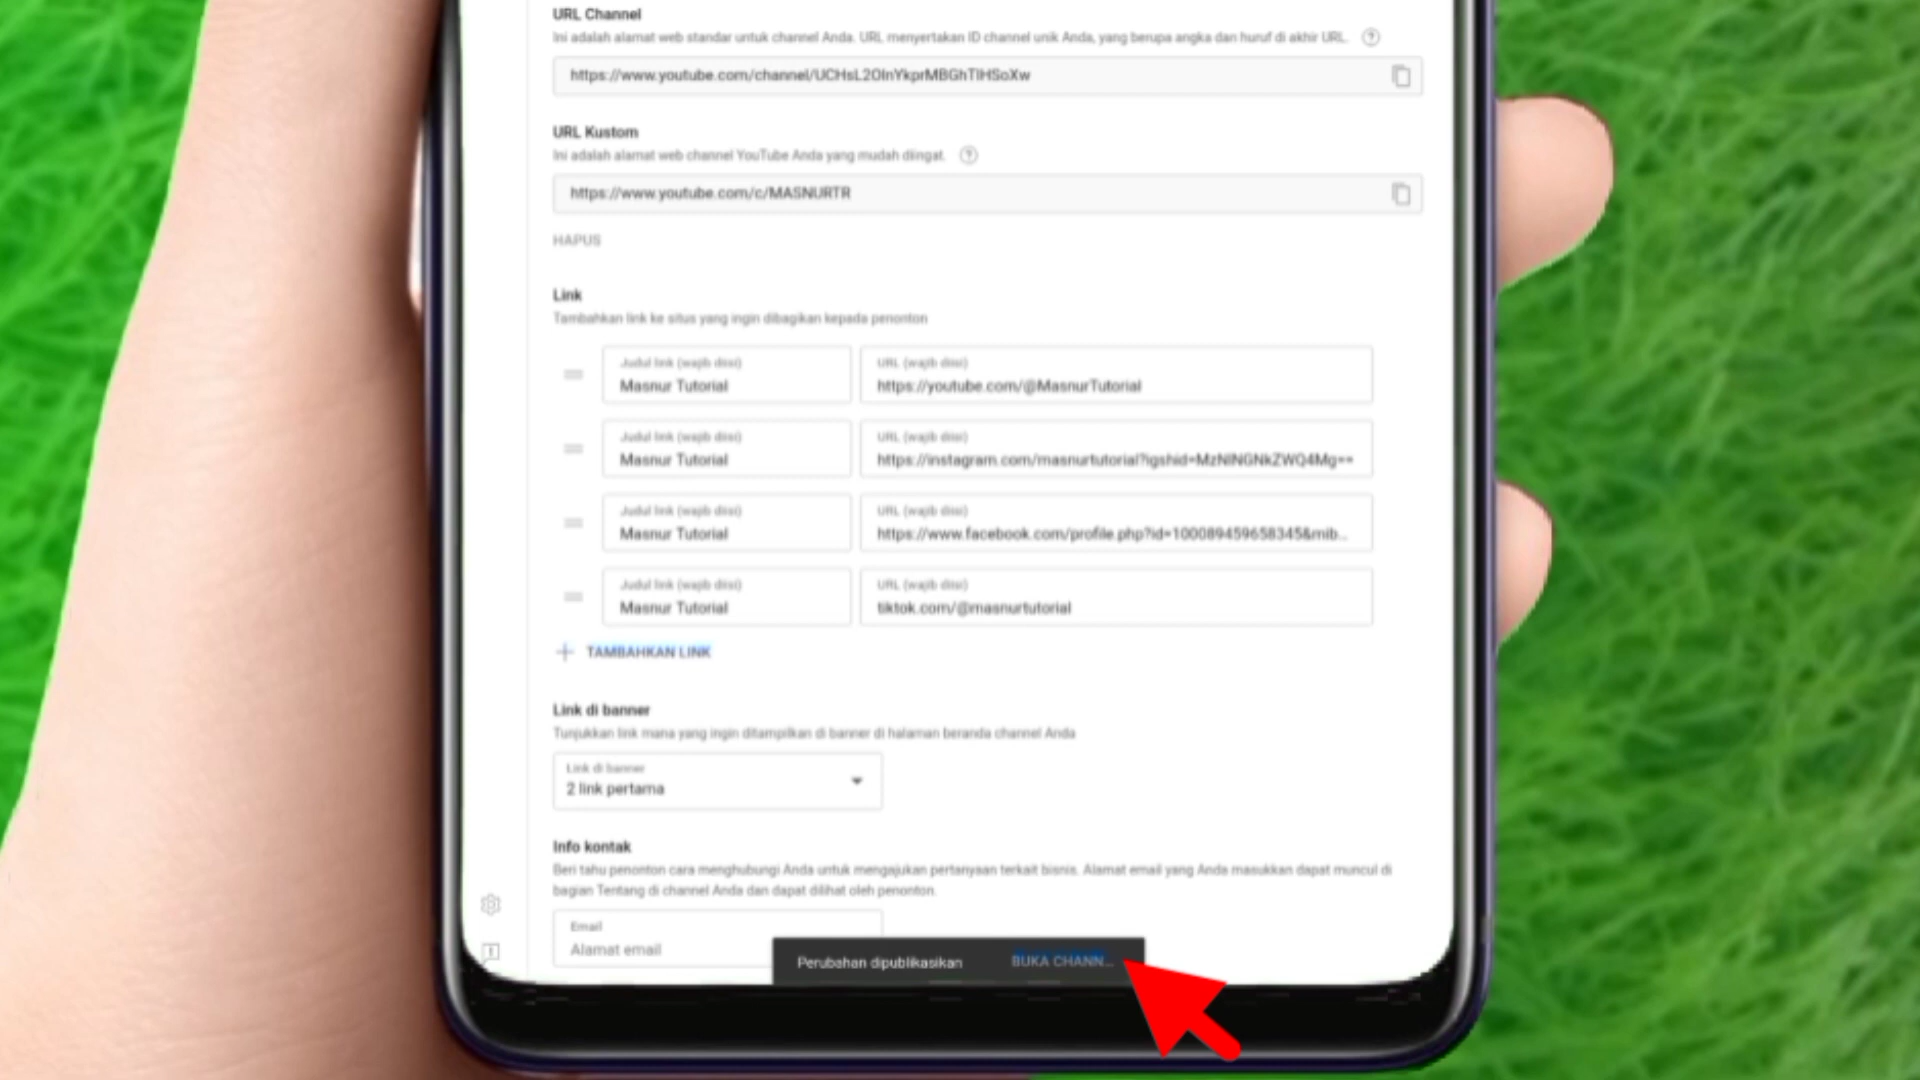 URL Channel
Ini adalah alamat web standar untuk channel Anda. URL menyertakan ID channel unik Anda, yang berupa angka dan huruf di akhir URL.
https://www.youtube.com/channel/UCHsL2OInYkprMBGhTlHSoXw
URL Kustom
Ini adalah alamat web channel YouTube Anda yang mudah diingat.
https://www.youtube.com/c/MASNURTR
HAPUS
Link
Tambahkan link ke situs yang ingin dibagikan kepada penonton
Judul link (wajib diisi) URL (wajib diisi)
Masnur Tutorial https://youtube.com/@MasnurTutorial
Judul link (wajib diisi) URL (wajib diisi)
Masnur Tutorial https://instagram.com/masnurtutorial?igshid=MzNlNGNkZWQ4Mg==
Judul link (wajib diisi) URL (wajib diisi)
Masnur Tutorial https://www.facebook.com/profile.php?id=100089459658345&mib...
Judul link (wajib diisi) URL (wajib diisi)
Masnur Tutorial tiktok.com/@masnurtutorial
TAMBAHKAN LINK
Link di banner
Tunjukkan link mana yang ingin ditampilkan di banner di halaman beranda channel Anda
Link di banner
2 link pertama
Info kontak
Beri tahu penonton cara menghubungi Anda untuk mengajukan pertanyaan terkait bisnis. Alamat email yang Anda masukkan dapat muncul di
bagian Tentang di channel Anda dan dapat dilihat oleh penonton.
Email
Alamat email
Perubahan dipublikasikan BUKA CHANN...